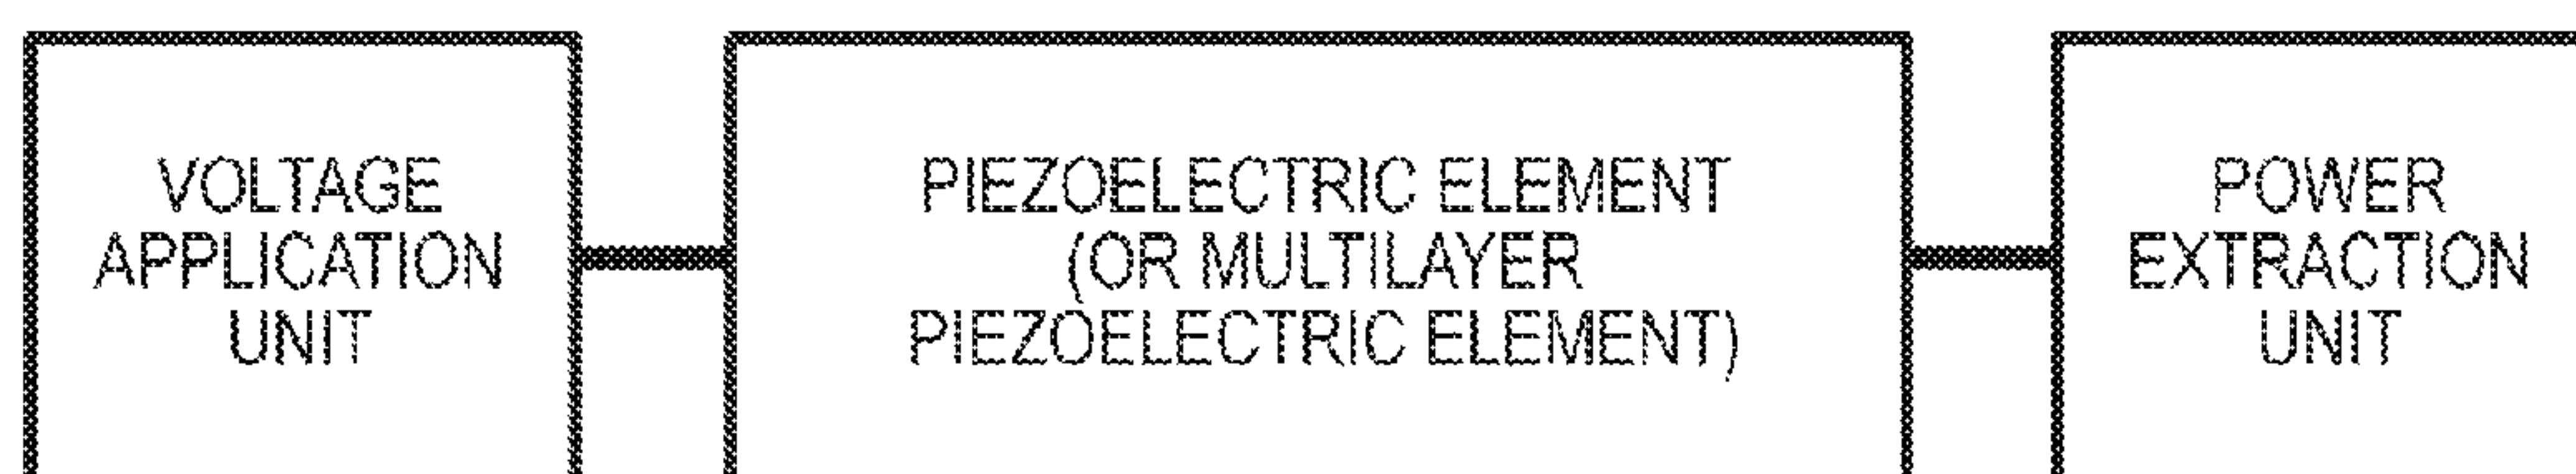 VOLTAGE
APPLICATION
UNIT
PIEZOELECTRIC ELEMENT
(OR MULTILAYER
PIEZOELECTRIC ELEMENT)
POWER
EXTRACTION
UNIT